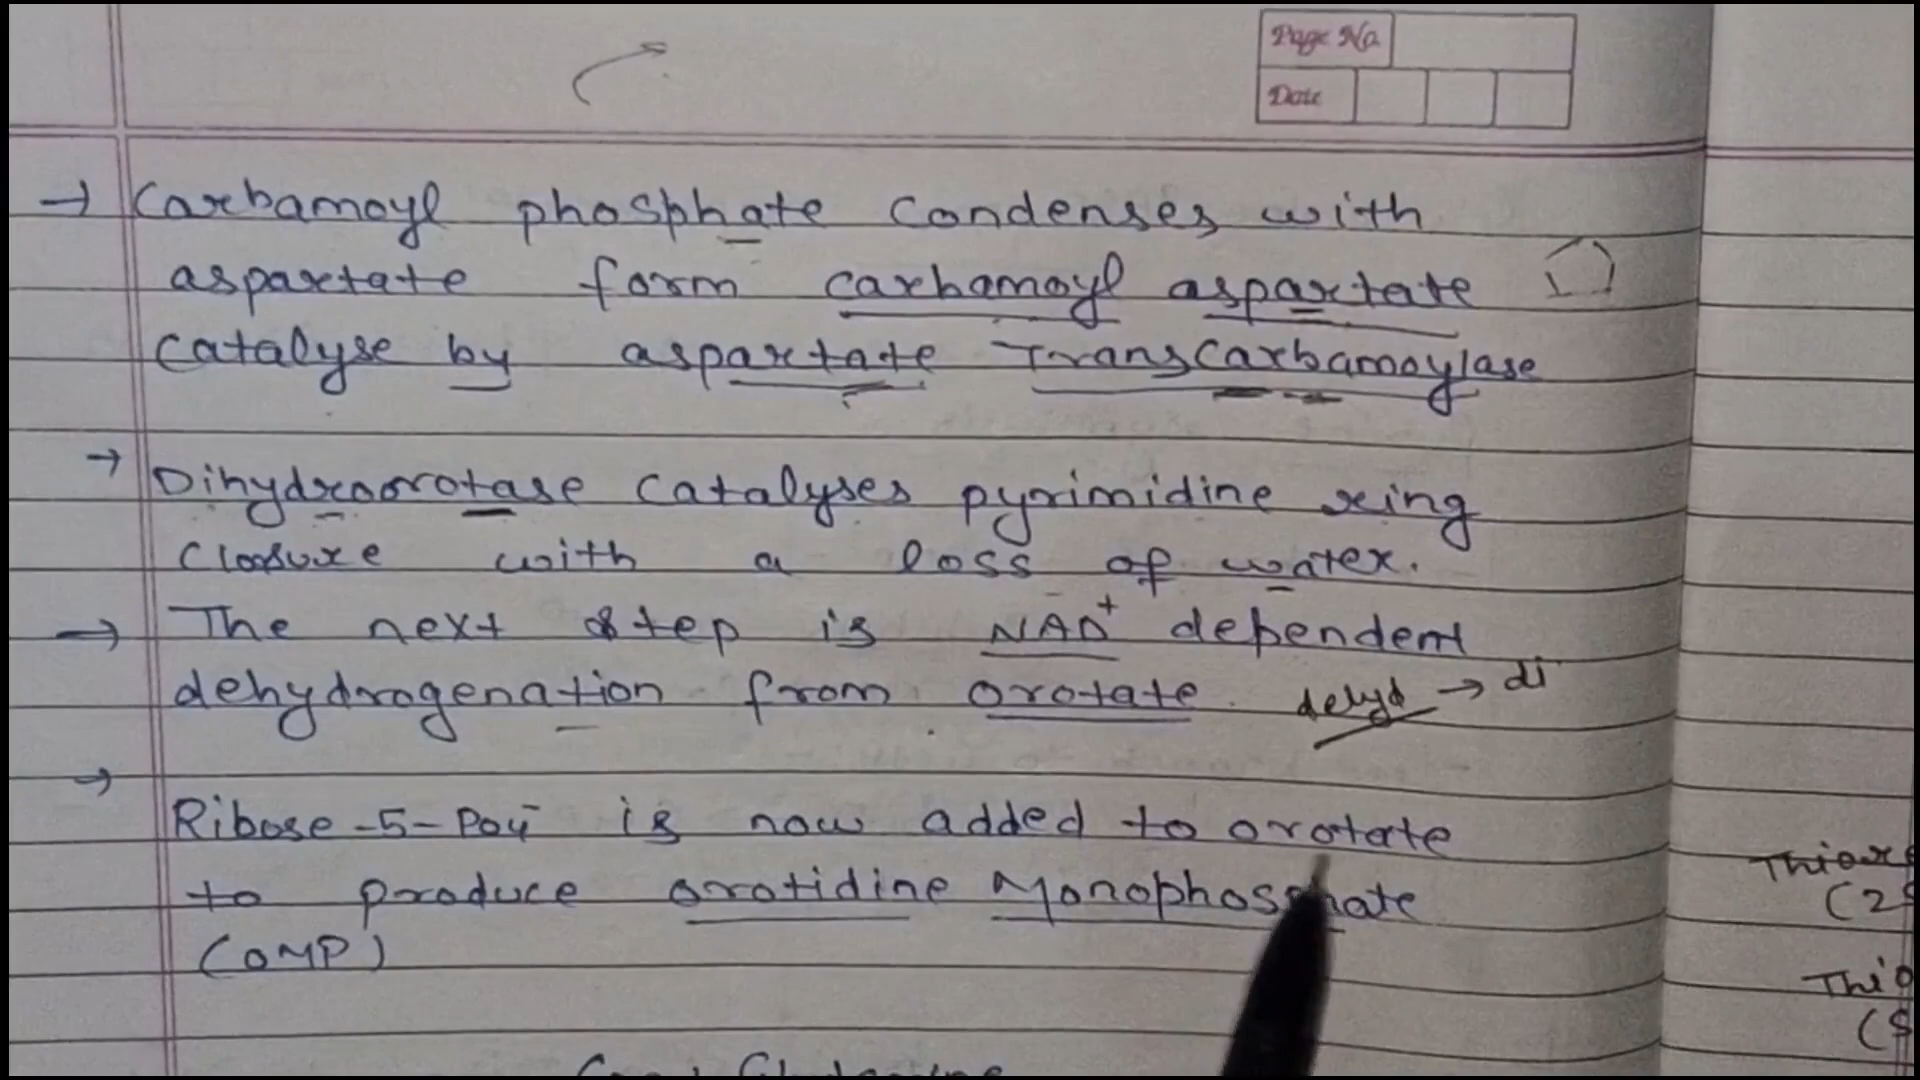 Page No.
Date
→ Carbamoyl phosphate condenses with
aspartate form carbamoyl aspartate
catalyse by aspartate Transcarbamoylase
→ Dihydroorotase catalyses pyrimidine ring
closure with a loss of water.
→ The next step is NAD+ dependent
dehydrogenation from orotate. → di
→ Ribose-5-
is now added to orotate
to produce orotidine Monophosphate
(OMP)